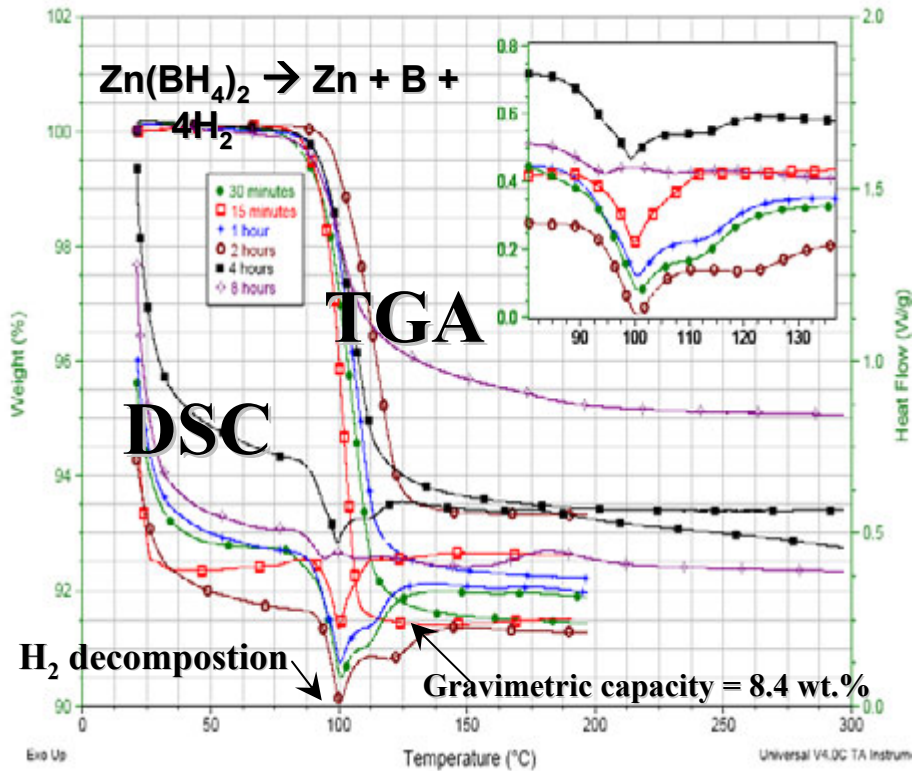 Zn(BH4)2 → Zn + B +
4H2
30 minutes
15 minutes
1 hour
2 hours
4 hours
8 hours
TGA
DSC
H2 decompostion
Gravimetric capacity = 8.4 wt.%
Weight (%)
102
100
98
96
94
92
90
Heat Flow (W/g)
2.0
1.5
1.0
0.5
0.0
0.8
0.6
0.4
0.2
0.0
90
100
110
120
130
0
50
100
150
200
250
300
Exo Up
Temperature (°C)
Universal V4.0C TA Instrume